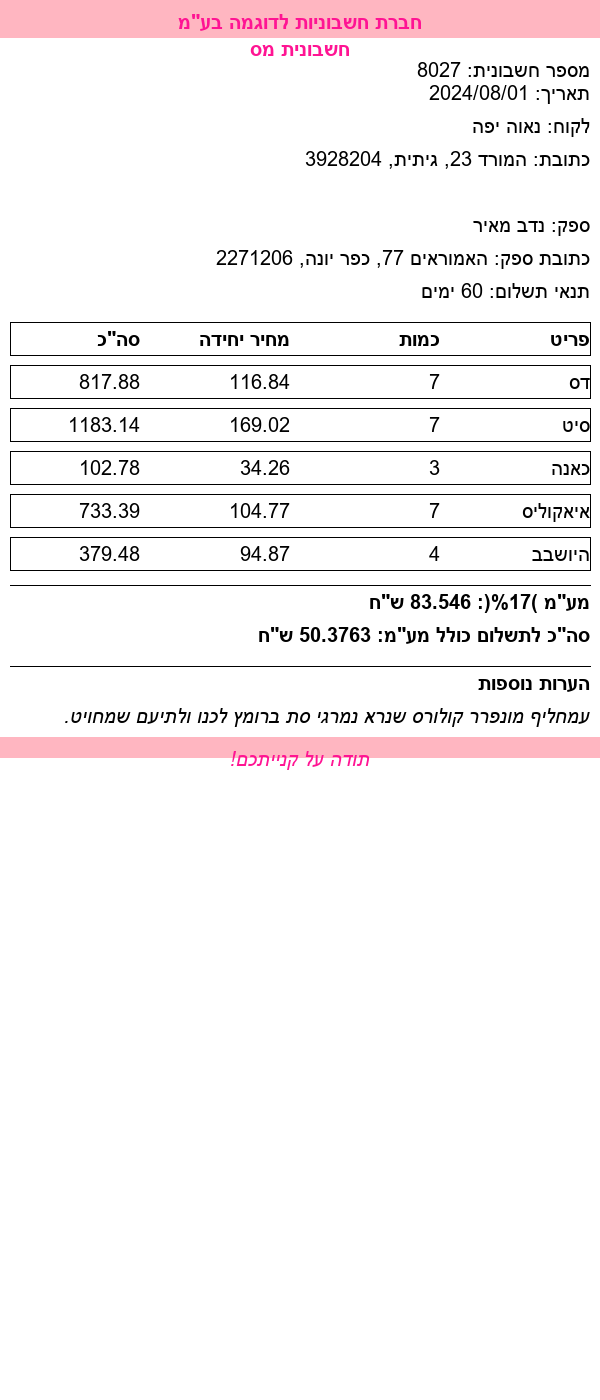 חברת חשבוניות לדוגמה בע"מ
חשבונית מס
מספר חשבונית: 8027
תאריך: 2024/08/01
לקוח: נאוה יפה
כתובת: המורד 23, גיתית, 3928204
ספק: נדב מאיר
כתובת ספק: האמוראים 77, כפר יונה, 2271206
תנאי תשלום: 60 ימים
פריט כמות מחיר יחידה סה"כ
דס 7 116.84 817.88
סיט 7 169.02 1183.14
כאנה 3 34.26 102.78
איאקוליס 7 104.77 733.39
היושבב 4 94.87 379.48
מע"מ )17%(: 83.546 ש"ח
סה"כ לתשלום כולל מע"מ: 50.3763 ש"ח
הערות נוספות
עמחליף מונפרר קולורס שנרא נמרגי סת ברומץ לכנו ולתיעם שמחויט.
תודה על קנייתכם!